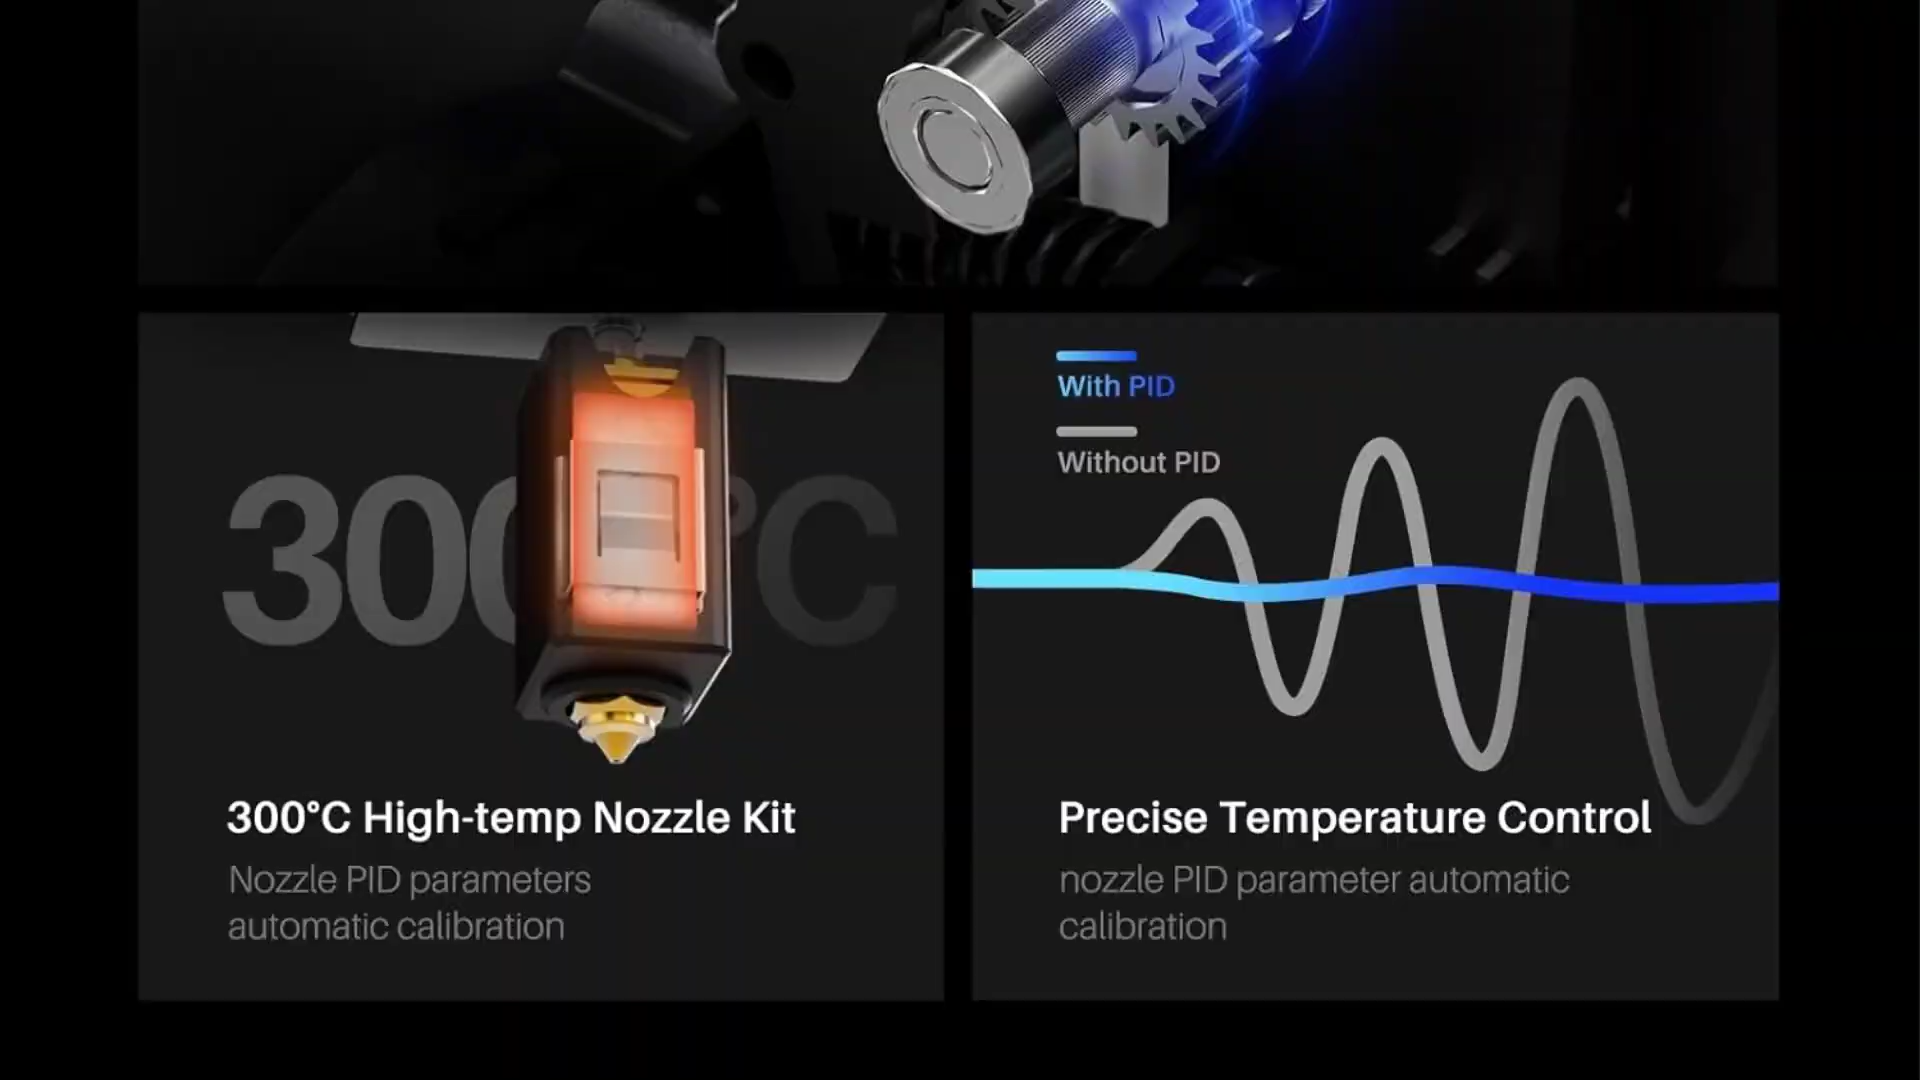 With PID
Without PID
300°C
300°C High-temp Nozzle Kit
Nozzle PID parameters
automatic calibration
Precise Temperature Control
nozzle PID parameter automatic
calibration